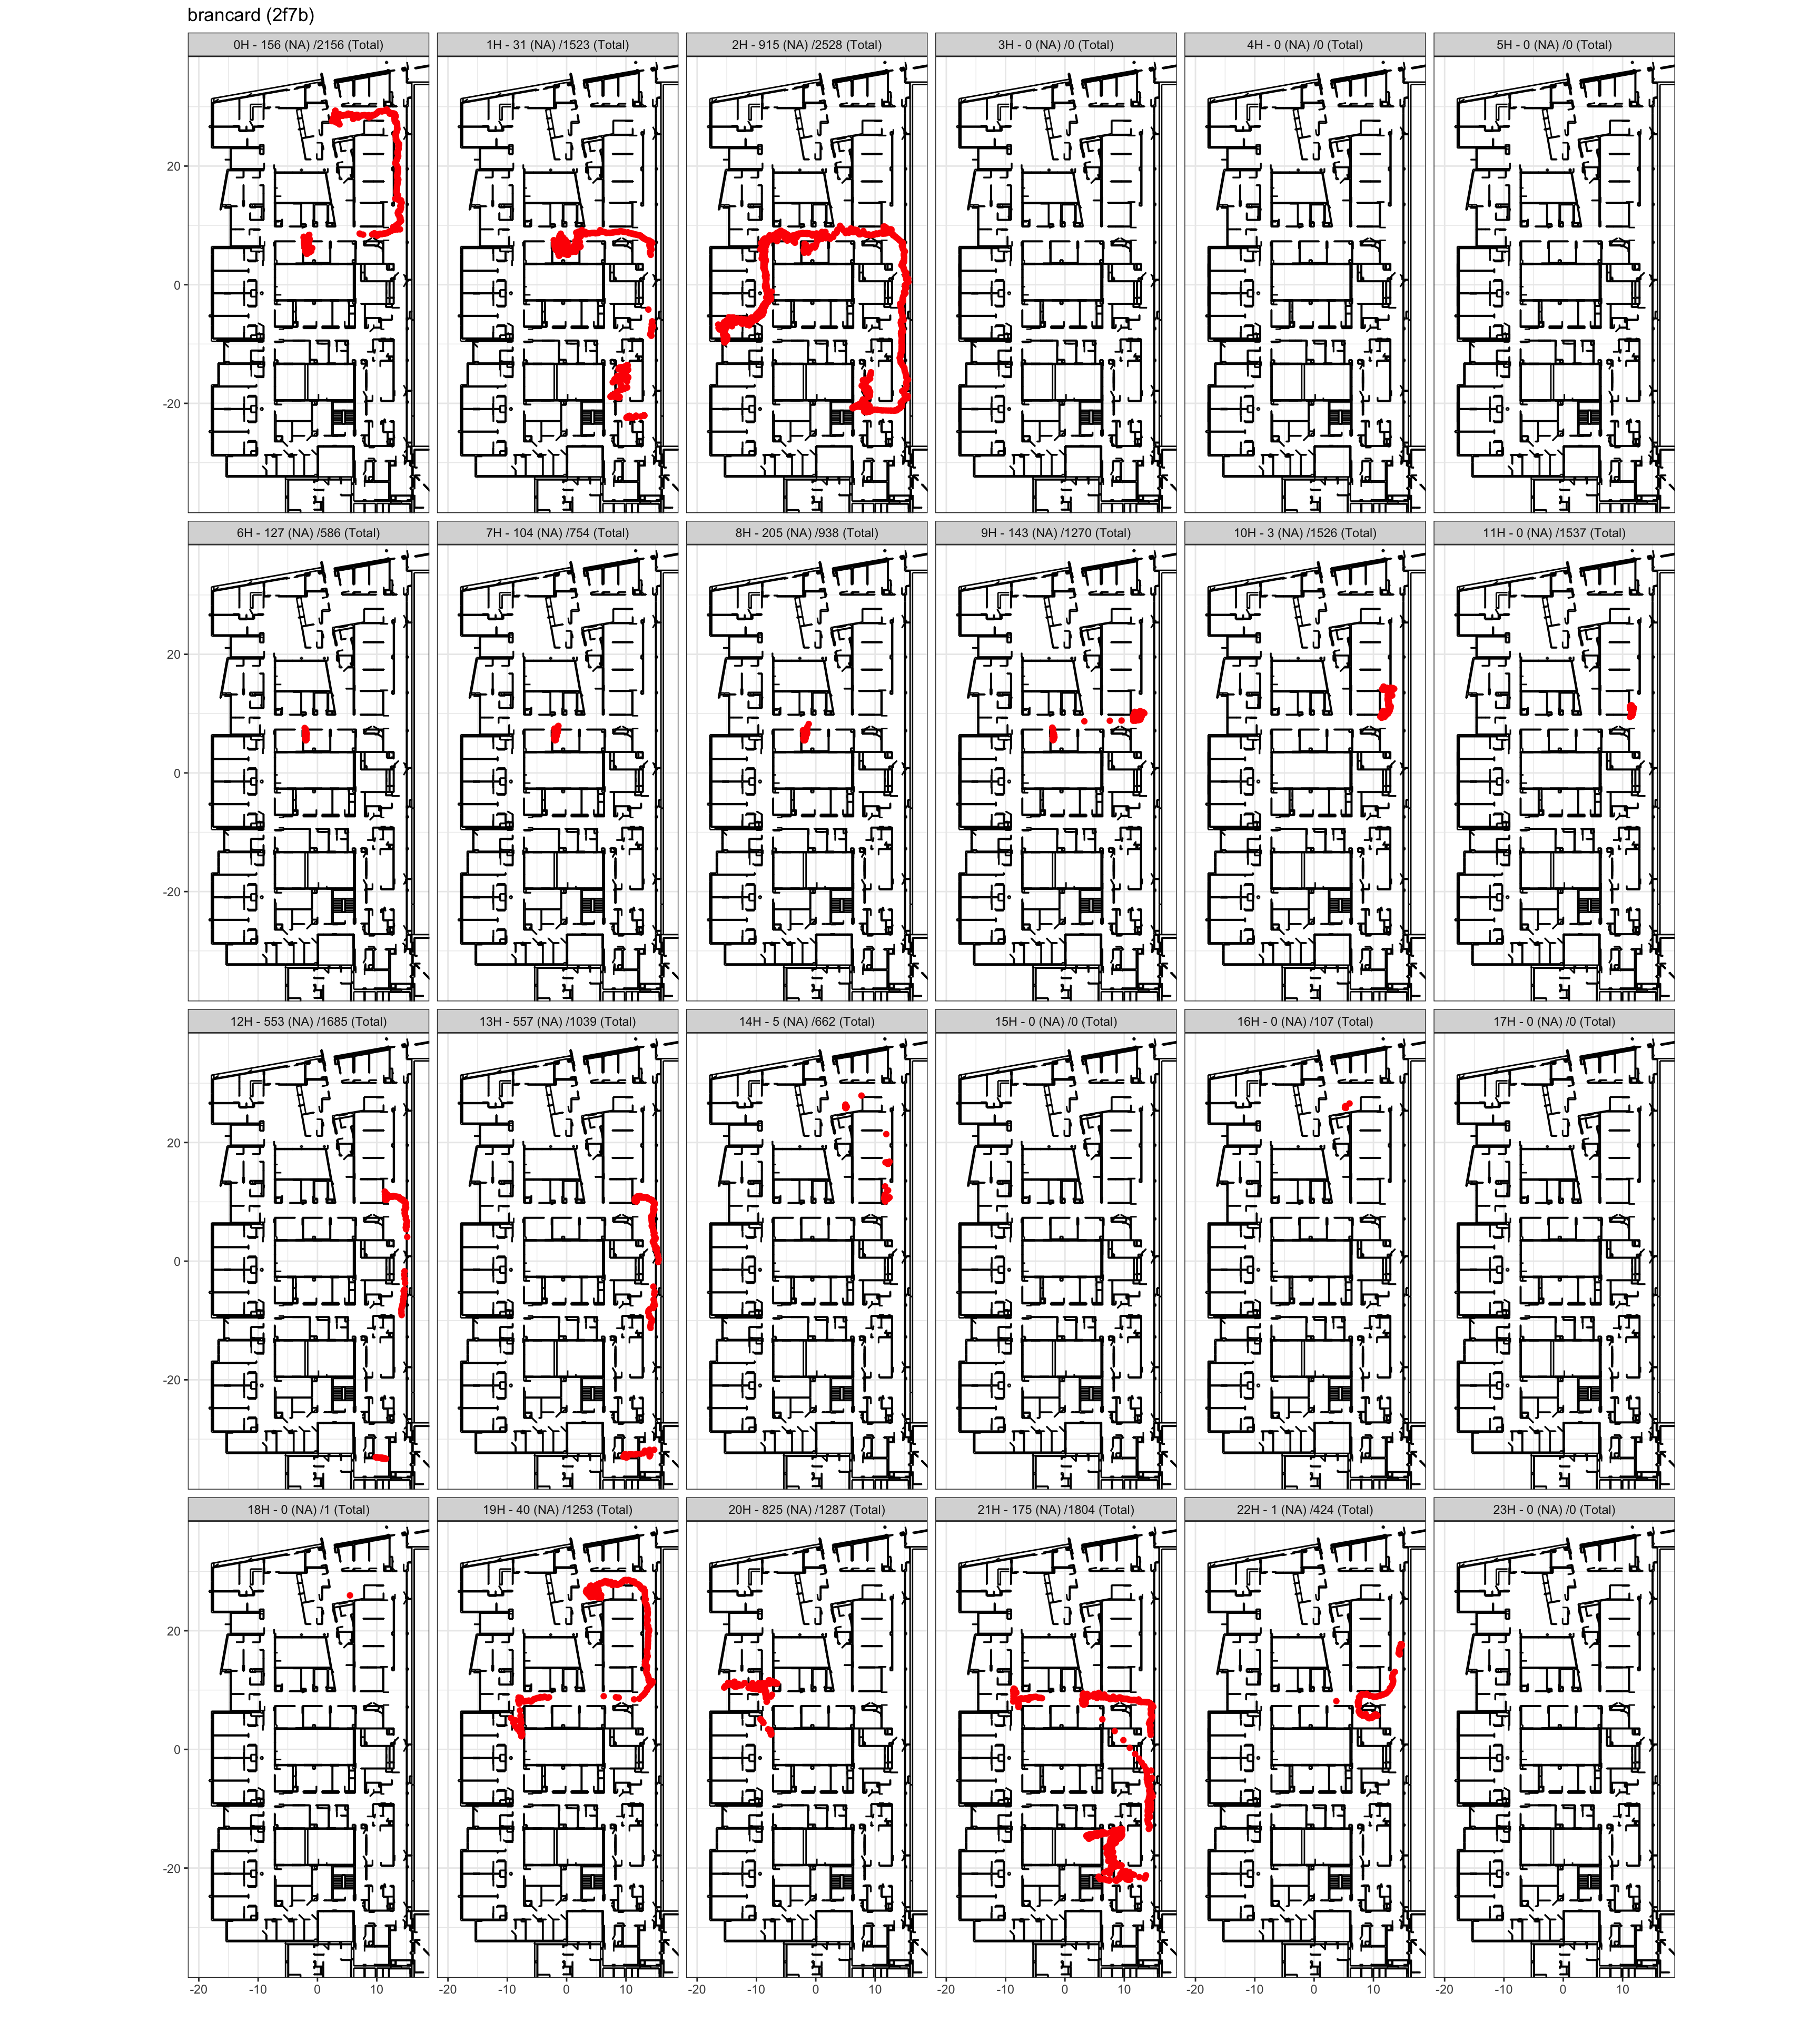 brancard (2f7b)
0H - 156 (NA) /2156 (Total) 1H - 31 (NA) /1523 (Total) 2H - 915 (NA) /2528 (Total) 3H - 0 (NA) /0 (Total) 4H - 0 (NA) /0 (Total) 5H - 0 (NA) /0 (Total)
20
0
-20
6H - 127 (NA) /586 (Total) 7H - 104 (NA) /754 (Total) 8H - 205 (NA) /938 (Total) 9H - 143 (NA) /1270 (Total) 10H - 3 (NA) /1526 (Total) 11H - 0 (NA) /1537 (Total)
20
0
-20
12H - 553 (NA) /1685 (Total) 13H - 557 (NA) /1039 (Total) 14H - 5 (NA) /662 (Total) 15H - 0 (NA) /0 (Total) 16H - 0 (NA) /107 (Total) 17H - 0 (NA) /0 (Total)
20
0
-20
18H - 0 (NA) /1 (Total) 19H - 40 (NA) /1253 (Total) 20H - 825 (NA) /1287 (Total) 21H - 175 (NA) /1804 (Total) 22H - 1 (NA) /424 (Total) 23H - 0 (NA) /0 (Total)
20
0
-20
-20 -10 0 10 -20 -10 0 10 -20 -10 0 10 -20 -10 0 10 -20 -10 0 10 -20 -10 0 10